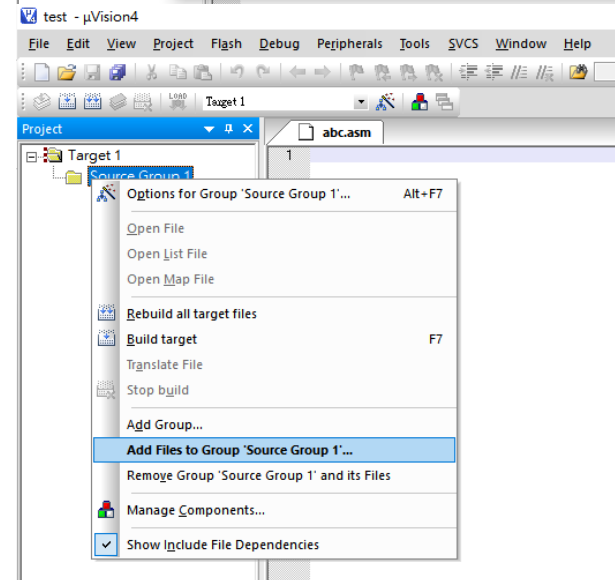 test - µVision4
File Edit View Project Flash Debug Peripherals Tools SVCS Window Help
LOAD Target 1
Project abc.asm
Target 1 1
Source Group 1
Options for Group 'Source Group 1'... Alt+F7
Open File
Open List File
Open Map File
Rebuild all target files
Build target F7
Translate File
Stop build
Add Group...
Add Files to Group 'Source Group 1'...
Remove Group 'Source Group 1' and its Files
Manage Components...
Show Include File Dependencies